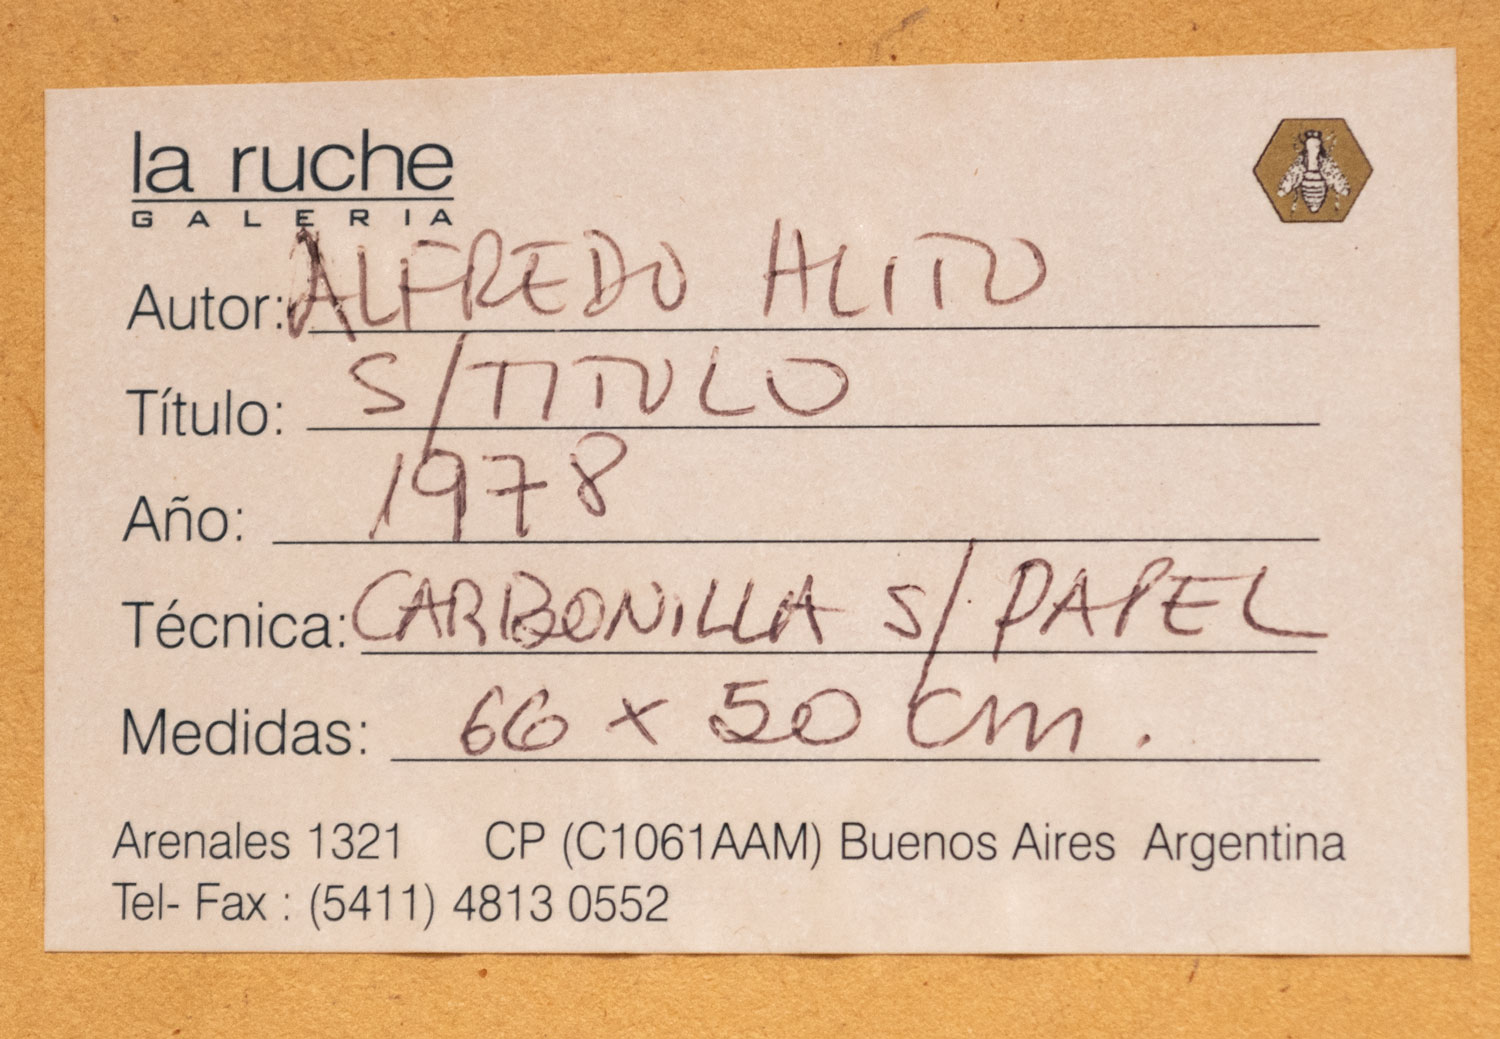 la ruche
GALERIA
Autor: ALFREDO HLITO
Título: S/TITULO
Año: 1978
Técnica: CARBONILLA S/PAPEL
Medidas: 66 x 50 cm.
Arenales 1321 CP (C1061AAM) Buenos Aires Argentina
Tel- Fax : (5411) 4813 0552